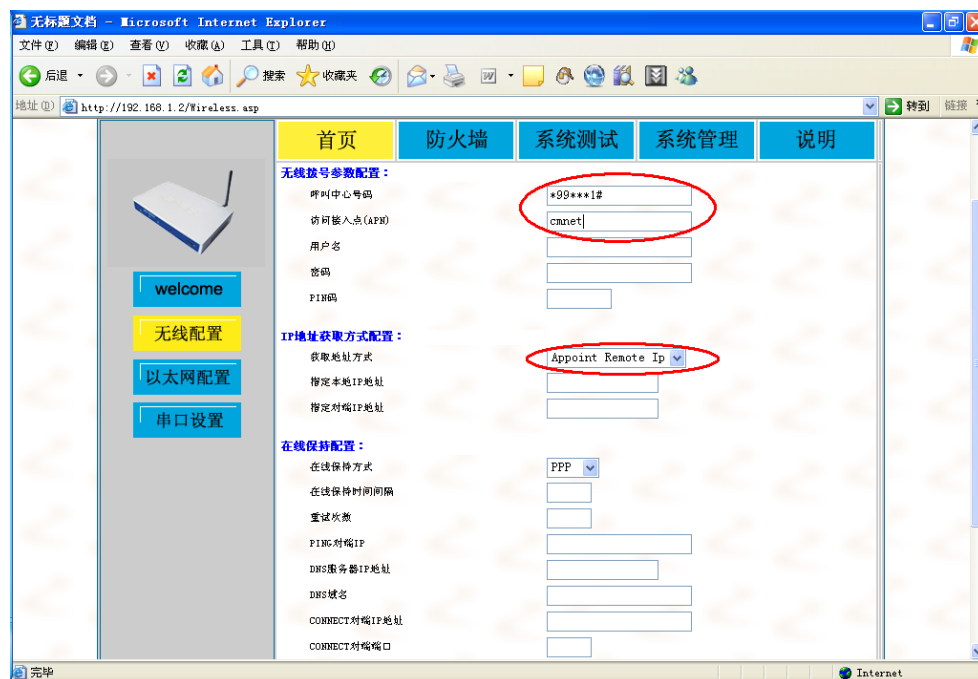 无标题文档 - Microsoft Internet Explorer
文件(F) 编辑(E) 查看(V) 收藏(A) 工具(T) 帮助(H)
后退 搜索 收藏夹
地址(D) http://192.168.1.2/Wireless.asp 转到 链接
首页 防火墙 系统测试 系统管理 说明
welcome
无线配置
以太网配置
串口设置
无线拨号参数配置：
呼叫中心号码 *99***1#
访问接入点(APN) cmnet
用户名
密码
PIN码
IP地址获取方式配置：
获取地址方式 Appoint Remote Ip
指定本地IP地址
指定对端IP地址
在线保持配置：
在线保持方式 PPP
在线保持时间间隔
重试次数
PING对端IP
DNS服务器IP地址
DNS域名
CONNECT对端IP地址
CONNECT对端端口
完毕 Internet